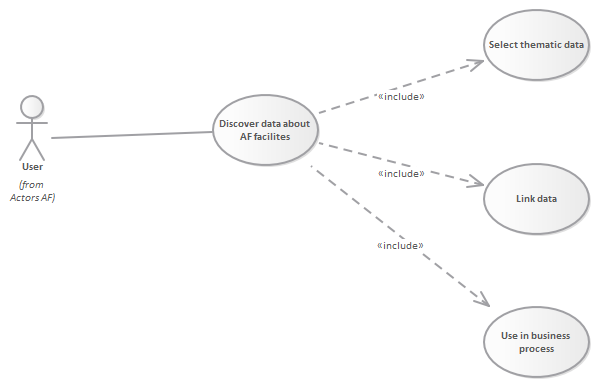 Select thematic data
«include»
Discover data about
AF facilites
User
(from
Actors AF)
«include»
Link data
«include»
Use in business
process